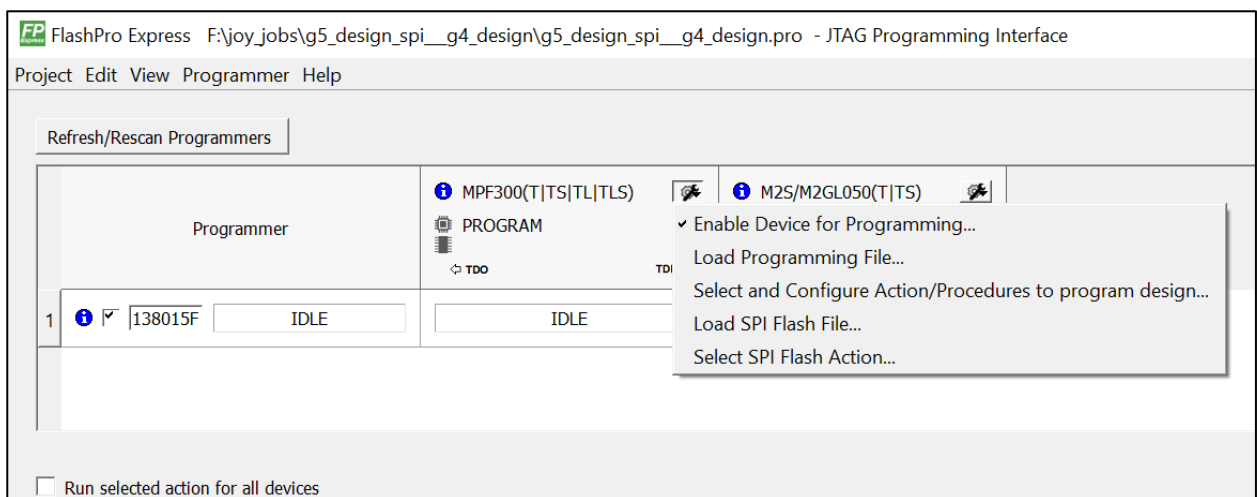 FP Express FlashPro Express F:\joy_jobs\g5_design_spi__g4_design\g5_design_spi__g4_design.pro - JTAG Programming Interface
Project Edit View Programmer Help
Refresh/Rescan Programmers
Programmer
MPF300(T|TS|TL|TLS)
PROGRAM
TDO
M2S/M2GL050(T|TS)
Enable Device for Programming...
Load Programming File...
Select and Configure Action/Procedures to program design...
Load SPI Flash File...
Select SPI Flash Action...
1 138015F IDLE IDLE
Run selected action for all devices